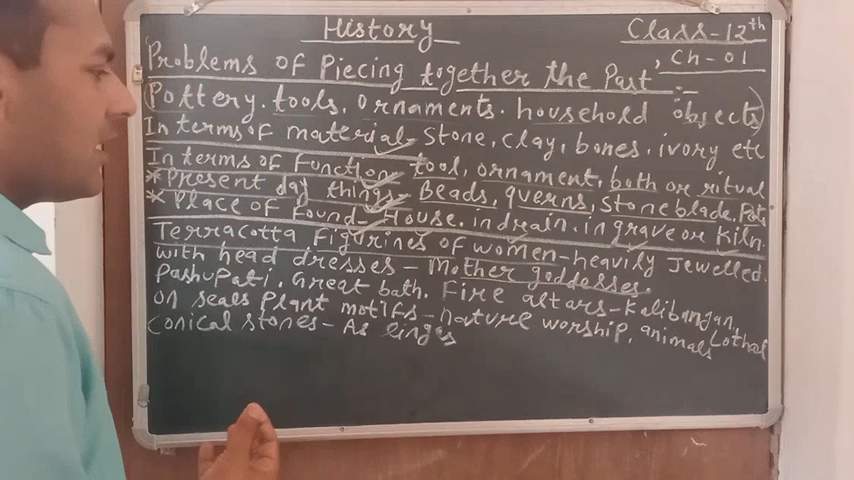 History
Class-12th
, Ch-01
Problems of Piecing together the Past :-
(Pottery. tools. ornaments. household objects)
In terms of material- Stone, clay, bones, ivory etc
In terms of Function- tool, ornament, both or ritual
*Present day things- Beads, querns, Stone blade, Pots
*Place of Found- House, in drain, in grave or Kiln.
Terracotta Figurines of women-heavily Jewelled.
with head dresses - Mother goddesses.
Pashupati. Great bath. Fire altars-Kalibangan, Lothal
on seals Plant motifs-nature worship, animals
Conical stones- As lingas